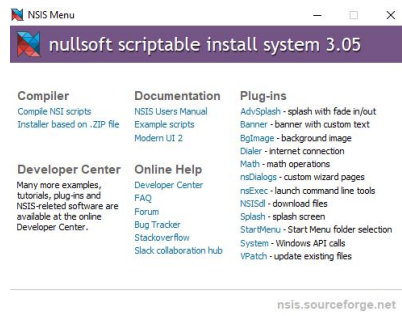 NSIS Menu
nullsoft scriptable install system 3.05
Compiler
Compile NSI scripts
Installer based on .ZIP file
Developer Center
Many more examples,
tutorials, plug-ins and
NSIS-releted software are
available at the online
Developer Center.
Documentation
NSIS Users Manual
Example scripts
Modern UI 2
Online Help
Developer Center
FAQ
Forum
Bug Tracker
Stackoverflow
Slack collaboration hub
Plug-ins
AdvSplash - splash with fade in/out
Banner - banner with custom text
BgImage - background image
Dialer - internet connection
Math - math operations
nsDialogs - custom wizard pages
nsExec - launch command line tools
NSISdl - download files
Splash - splash screen
StartMenu - Start Menu folder selection
System - Windows API calls
VPatch - update existing files
nsis.sourceforge.net